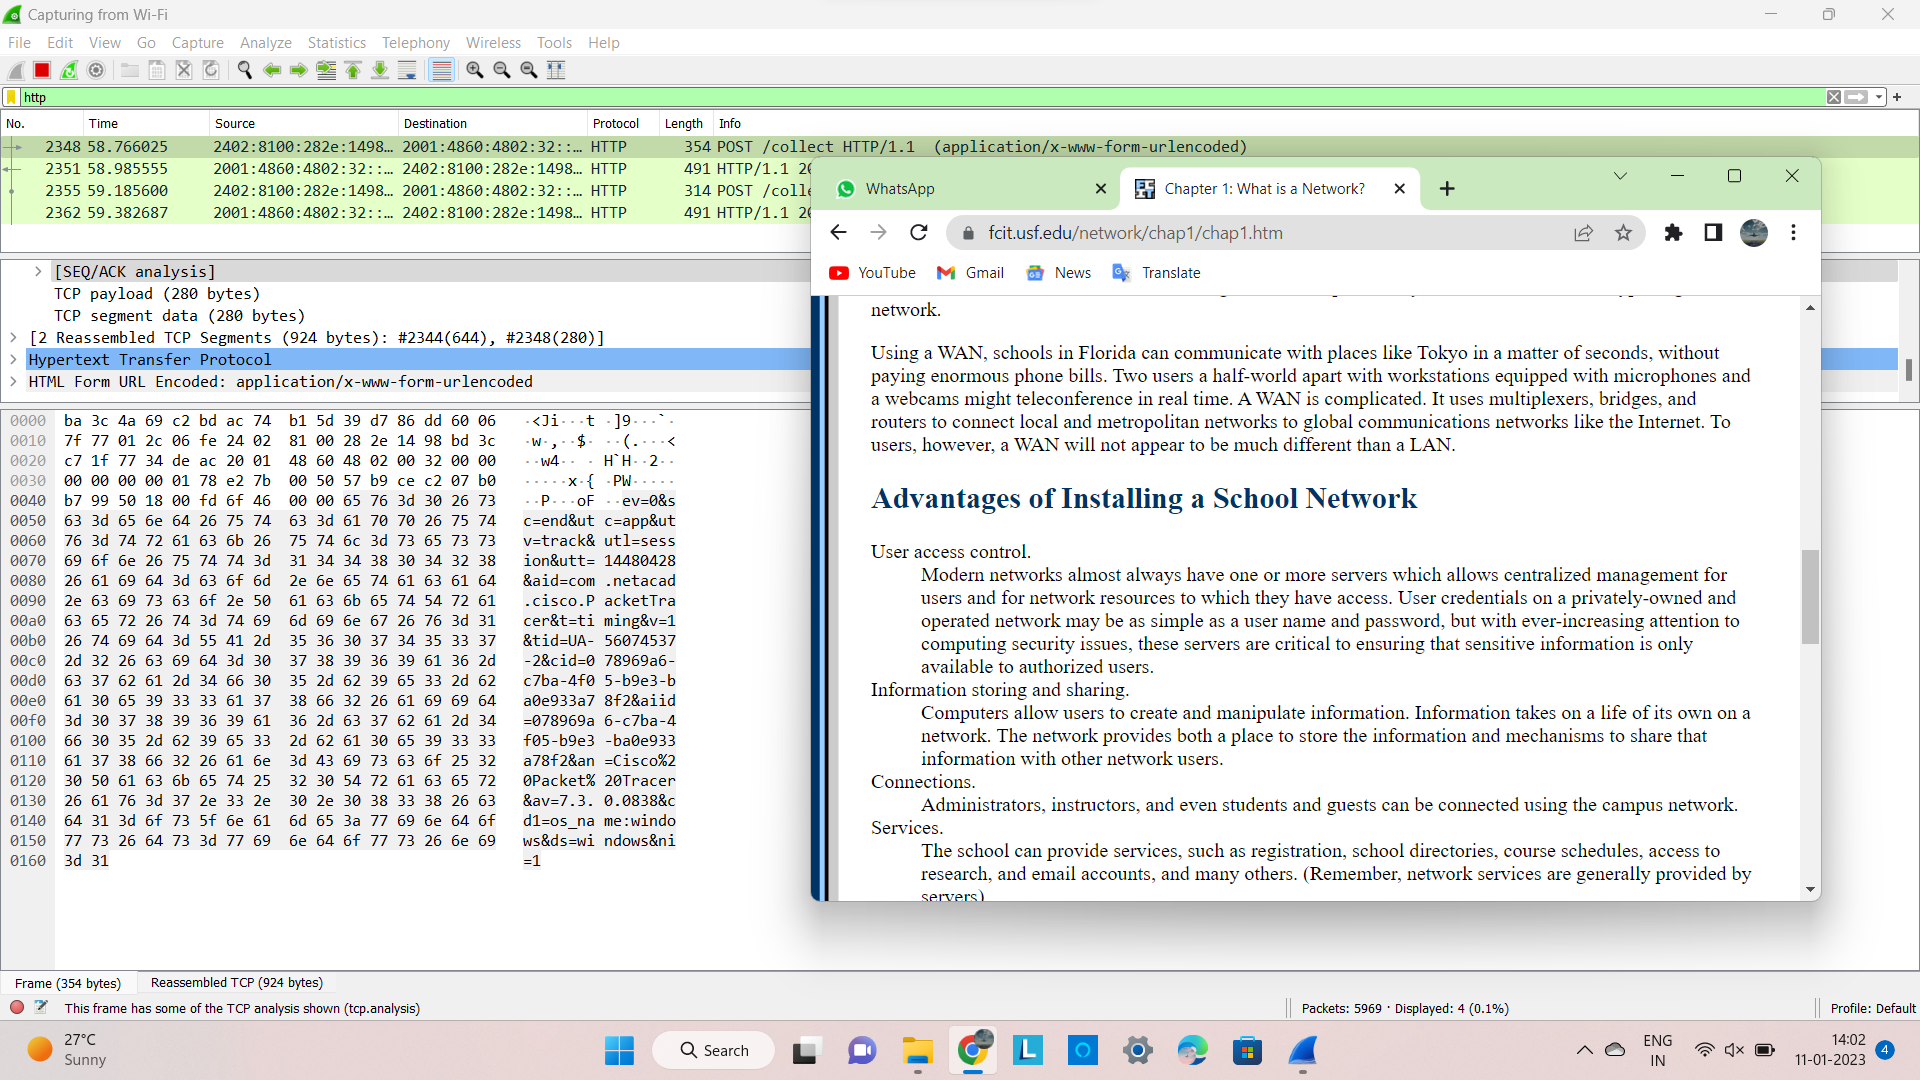 Capturing from Wi-Fi
File Edit View Go Capture Analyze Statistics Telephony Wireless Tools Help
http
No. Time Source Destination Protocol Length Info
2348 58.766025 2402:8100:282e:1498… 2001:4860:4802:32::… HTTP 354 POST /collect HTTP/1.1 (application/x-www-form-urlencoded)
2351 58.985555 2001:4860:4802:32::… 2402:8100:282e:1498… HTTP 491 HTTP/1.1 20
2355 59.185600 2402:8100:282e:1498… 2001:4860:4802:32::… HTTP 314 POST /colle
2362 59.382687 2001:4860:4802:32::… 2402:8100:282e:1498… HTTP 491 HTTP/1.1 20
[SEQ/ACK analysis]
TCP payload (280 bytes)
TCP segment data (280 bytes)
[2 Reassembled TCP Segments (924 bytes): #2344(644), #2348(280)]
Hypertext Transfer Protocol
HTML Form URL Encoded: application/x-www-form-urlencoded
0000 ba 3c 4a 69 c2 bd ac 74 b1 5d 39 d7 86 dd 60 06 ·<Ji···t ·]9···`·
0010 7f 77 01 2c 06 fe 24 02 81 00 28 2e 14 98 bd 3c ·w·,··$· ··(.···<
0020 c7 1f 77 34 de ac 20 01 48 60 48 02 00 32 00 00 ··w4·· · H`H··2··
0030 00 00 00 00 01 78 e2 7b 00 50 57 b9 ce c2 07 b0 ·····x·{ ·PW·····
0040 b7 99 50 18 00 fd 6f 46 00 00 65 76 3d 30 26 73 ··P···oF ··ev=0&s
0050 63 3d 65 6e 64 26 75 74 63 3d 61 70 70 26 75 74 c=end&ut c=app&ut
0060 76 3d 74 72 61 63 6b 26 75 74 6c 3d 73 65 73 73 v=track& utl=sess
0070 69 6f 6e 26 75 74 74 3d 31 34 34 38 30 34 32 38 ion&utt= 14480428
0080 26 61 69 64 3d 63 6f 6d 2e 6e 65 74 61 63 61 64 &aid=com .netacad
0090 2e 63 69 73 63 6f 2e 50 61 63 6b 65 74 54 72 61 .cisco.P acketTra
00a0 63 65 72 26 74 3d 74 69 6d 69 6e 67 26 76 3d 31 cer&t=ti ming&v=1
00b0 26 74 69 64 3d 55 41 2d 35 36 30 37 34 35 33 37 &tid=UA- 56074537
00c0 2d 32 26 63 69 64 3d 30 37 38 39 36 39 61 36 2d -2&cid=0 78969a6-
00d0 63 37 62 61 2d 34 66 30 35 2d 62 39 65 33 2d 62 c7ba-4f0 5-b9e3-b
00e0 61 30 65 39 33 33 61 37 38 66 32 26 61 69 69 64 a0e933a7 8f2&aiid
00f0 3d 30 37 38 39 36 39 61 36 2d 63 37 62 61 2d 34 =078969a 6-c7ba-4
0100 66 30 35 2d 62 39 65 33 2d 62 61 30 65 39 33 33 f05-b9e3 -ba0e933
0110 61 37 38 66 32 26 61 6e 3d 43 69 73 63 6f 25 32 a78f2&an =Cisco%2
0120 30 50 61 63 6b 65 74 25 32 30 54 72 61 63 65 72 0Packet% 20Tracer
0130 26 61 76 3d 37 2e 33 2e 30 2e 30 38 33 38 26 63 &av=7.3. 0.0838&c
0140 64 31 3d 6f 73 5f 6e 61 6d 65 3a 77 69 6e 64 6f d1=os_na me:windo
0150 77 73 26 64 73 3d 77 69 6e 64 6f 77 73 26 6e 69 ws&ds=wi ndows&ni
0160 3d 31 =1
WhatsApp
Chapter 1: What is a Network?
fcit.usf.edu/network/chap1/chap1.htm
YouTube Gmail News Translate
network.
Using a WAN, schools in Florida can communicate with places like Tokyo in a matter of seconds, without
paying enormous phone bills. Two users a half-world apart with workstations equipped with microphones and
a webcams might teleconference in real time. A WAN is complicated. It uses multiplexers, bridges, and
routers to connect local and metropolitan networks to global communications networks like the Internet. To
users, however, a WAN will not appear to be much different than a LAN.
Advantages of Installing a School Network
User access control.
Modern networks almost always have one or more servers which allows centralized management for
users and for network resources to which they have access. User credentials on a privately-owned and
operated network may be as simple as a user name and password, but with ever-increasing attention to
computing security issues, these servers are critical to ensuring that sensitive information is only
available to authorized users.
Information storing and sharing.
Computers allow users to create and manipulate information. Information takes on a life of its own on a
network. The network provides both a place to store the information and mechanisms to share that
information with other network users.
Connections.
Administrators, instructors, and even students and guests can be connected using the campus network.
Services.
The school can provide services, such as registration, school directories, course schedules, access to
research, and email accounts, and many others. (Remember, network services are generally provided by
servers)
Frame (354 bytes) Reassembled TCP (924 bytes)
This frame has some of the TCP analysis shown (tcp.analysis)
Packets: 5969 · Displayed: 4 (0.1%)
Profile: Default
27°C
Sunny
Search
ENG
IN
14:02
11-01-2023
4